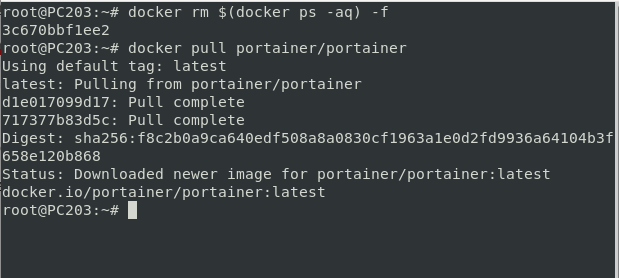 root@PC203:~# docker rm $(docker ps -aq) -f
3c670bbf1ee2
root@PC203:~# docker pull portainer/portainer
Using default tag: latest
latest: Pulling from portainer/portainer
d1e017099d17: Pull complete
717377b83d5c: Pull complete
Digest: sha256:f8c2b0a9ca640edf508a8a0830cf1963a1e0d2fd9936a64104b3f
658e120b868
Status: Downloaded newer image for portainer/portainer:latest
docker.io/portainer/portainer:latest
root@PC203:~#